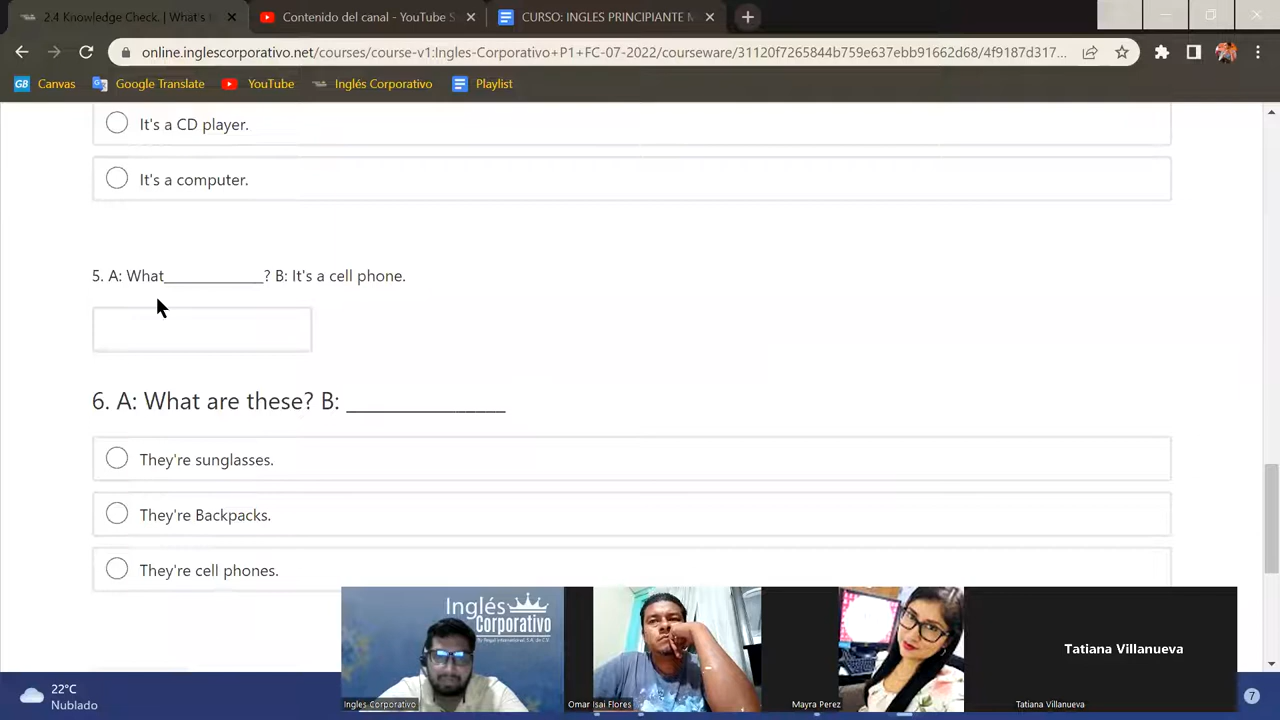 2.4 Knowledge Check. | What's
Contenido del canal - YouTube S
CURSO: INGLES PRINCIPIANTE M
online.inglescorporativo.net/courses/course-v1:Ingles-Corporativo+P1+FC-07-2022/courseware/31120f7265844b759e637ebb91662d68/4f9187d317...
GB Canvas
Google Translate
YouTube
Inglés Corporativo
Playlist
It's a CD player.
It's a computer.
5. A: What____________? B: It's a cell phone.
6. A: What are these? B: _______________
They're sunglasses.
They're Backpacks.
They're cell phones.
Inglés
Corporativo
Tatiana Villanueva
Ingles Corporativo
Omar Isai Flores
Mayra Perez
Tatiana Villanueva
22°C
Nublado
7